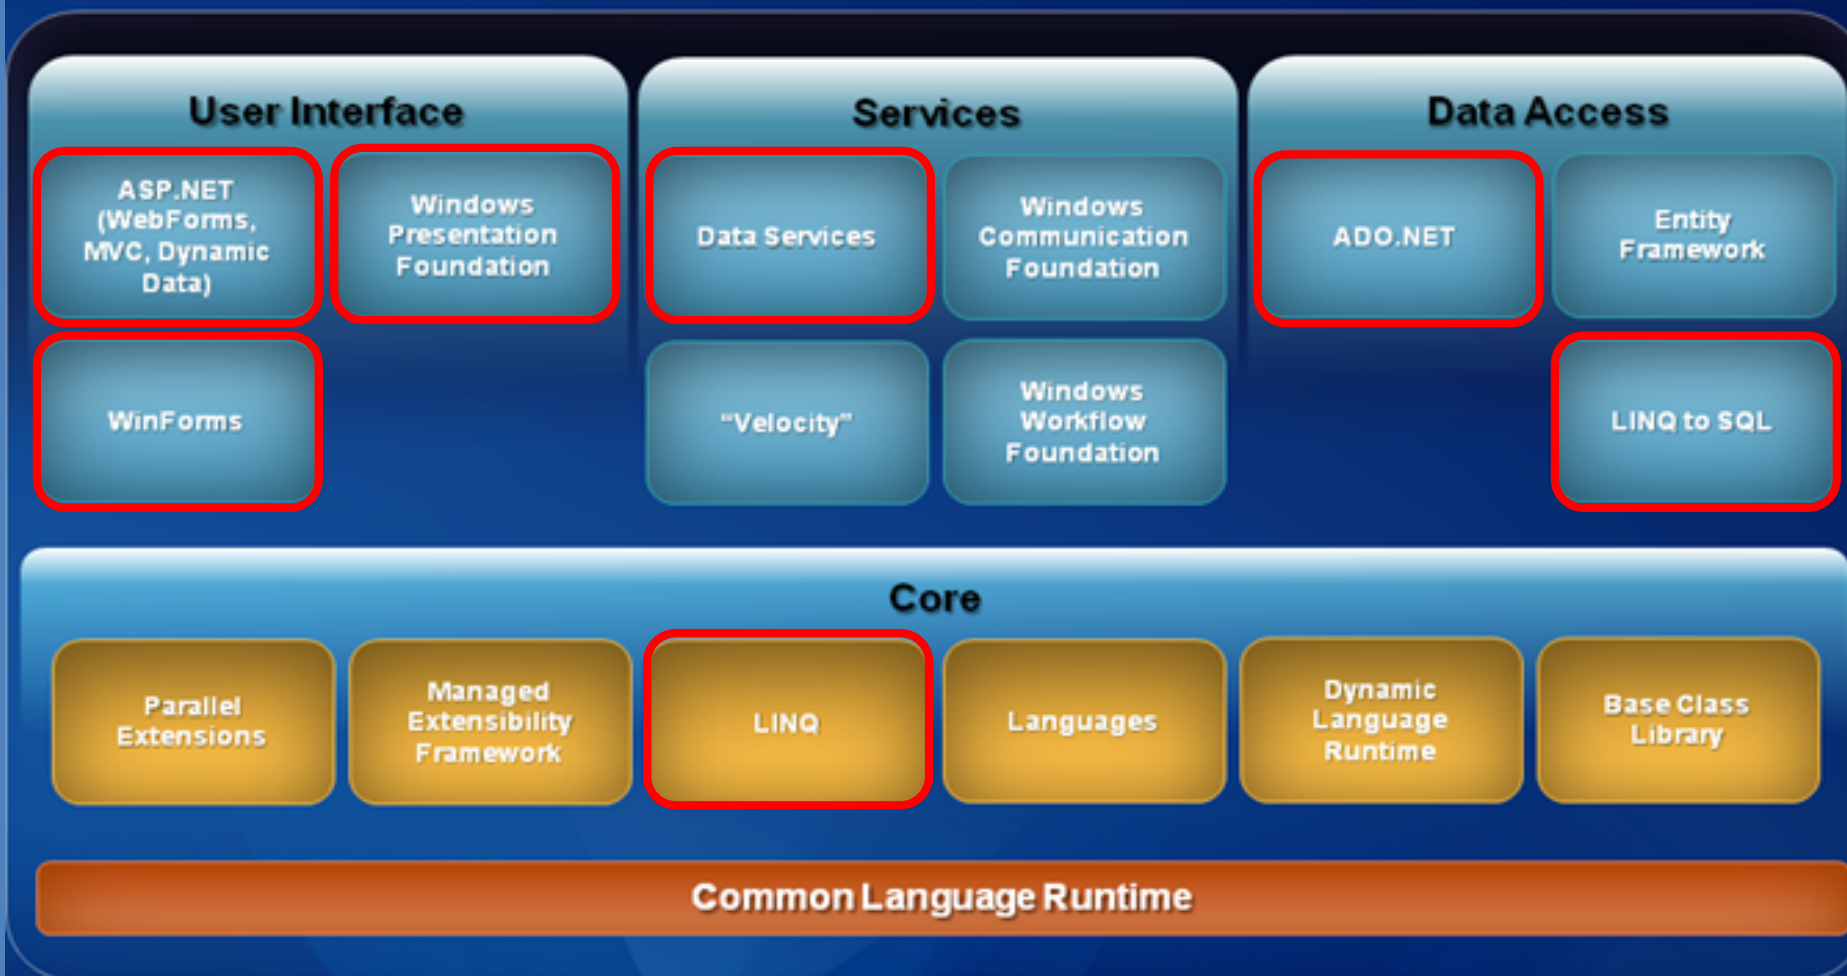 User Interface
ASP.NET
(WebForms,
MVC, Dynamic
Data)
Windows
Presentation
Foundation
WinForms
Services
Data Services
Windows
Communication
Foundation
“Velocity”
Windows
Workflow
Foundation
Data Access
ADO.NET
Entity
Framework
LINQ to SQL
Core
Parallel
Extensions
Managed
Extensibility
Framework
LINQ
Languages
Dynamic
Language
Runtime
Base Class
Library
Common Language Runtime